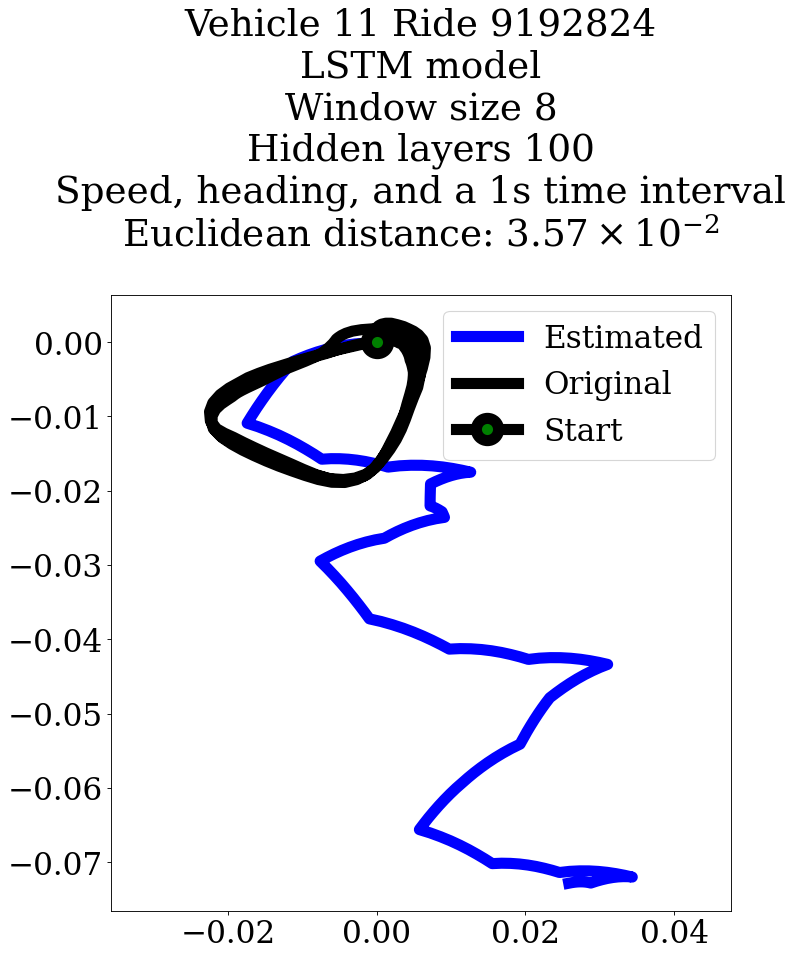 Vehicle 11 Ride 9192824
LSTM model
Window size 8
Hidden layers 100
Speed, heading, and a 1s time interval
Euclidean distance: 3.57 × 10⁻²
Estimated
Original
Start
0.00
−0.01
−0.02
−0.03
−0.04
−0.05
−0.06
−0.07
−0.02 0.00 0.02 0.04